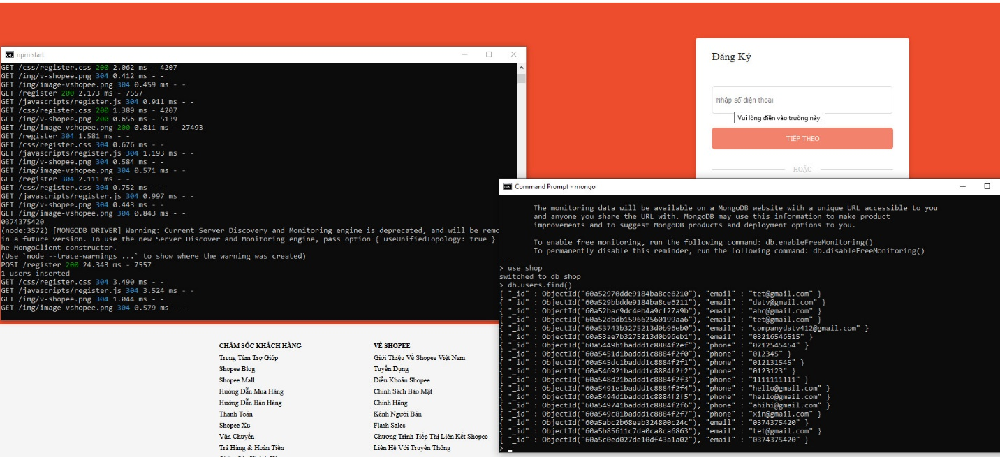 npm start
GET /css/register.css 200 2.062 ms - 4207
GET /img/v-shopee.png 304 0.412 ms - -
GET /img/image-vshopee.png 304 0.459 ms - -
GET /register 200 2.173 ms - 7557
GET /javascripts/register.js 304 0.911 ms - -
GET /css/register.css 200 1.389 ms - 4207
GET /img/v-shopee.png 200 0.656 ms - 5139
GET /img/image-vshopee.png 200 0.811 ms - 27493
GET /register 304 1.581 ms - -
GET /css/register.css 304 0.676 ms - -
GET /javascripts/register.js 304 1.193 ms - -
GET /img/v-shopee.png 304 0.584 ms - -
GET /img/image-vshopee.png 304 0.571 ms - -
GET /register 304 2.111 ms - -
GET /css/register.css 304 0.752 ms - -
GET /javascripts/register.js 304 0.997 ms - -
GET /img/v-shopee.png 304 0.443 ms - -
GET /img/image-vshopee.png 304 0.843 ms - -
0374375420
(node:3572) [MONGODB DRIVER] Warning: Current Server Discovery and Monitoring engine is deprecated, and will be remo
in a future version. To use the new Server Discover and Monitoring engine, pass option { useUnifiedTopology: true }
he MongoClient constructor.
(Use `node --trace-warnings ...` to show where the warning was created)
POST /register 200 24.343 ms - 7557
1 users inserted
GET /css/register.css 304 3.490 ms - -
GET /javascripts/register.js 304 3.524 ms - -
GET /img/v-shopee.png 304 1.044 ms - -
GET /img/image-vshopee.png 304 0.579 ms - -
Đăng Ký
Nhập số điện thoại
Vui lòng điền vào trường này.
TIẾP THEO
HOẶC
Command Prompt - mongo
The monitoring data will be available on a MongoDB website with a unique URL accessible to you
and anyone you share the URL with. MongoDB may use this information to make product
improvements and to suggest MongoDB products and deployment options to you.
To enable free monitoring, run the following command: db.enableFreeMonitoring()
To permanently disable this reminder, run the following command: db.disableFreeMonitoring()
---
> use shop
switched to db shop
> db.users.find()
{ "_id" : ObjectId("60a52970dde9184ba8ce6210"), "email" : "tet@gmail.com" }
{ "_id" : ObjectId("60a529bbdde9184ba8ce6211"), "email" : "datv@gmail.com" }
{ "_id" : ObjectId("60a52bac9dc4eb4a9cf27a9b"), "email" : "abc@gmail.com" }
{ "_id" : ObjectId("60a52dbdb159662560199aa6"), "email" : "tet@gmail.com" }
{ "_id" : ObjectId("60a53743b3275213d0b96eb0"), "email" : "companydatv412@gmail.com" }
{ "_id" : ObjectId("60a53ae7b3275213d0b96eb1"), "email" : "03216546515" }
{ "_id" : ObjectId("60a5449b1baddd1c8884f2ef"), "phone" : "0212545454" }
{ "_id" : ObjectId("60a5451d1baddd1c8884f2f0"), "phone" : "012345" }
{ "_id" : ObjectId("60a545dc1baddd1c8884f2f1"), "phone" : "012131545" }
{ "_id" : ObjectId("60a546921baddd1c8884f2f2"), "phone" : "0123123" }
{ "_id" : ObjectId("60a548d21baddd1c8884f2f3"), "phone" : "1111111111" }
{ "_id" : ObjectId("60a5491e1baddd1c8884f2f4"), "phone" : "hello@gmail.com" }
{ "_id" : ObjectId("60a5494d1baddd1c8884f2f5"), "phone" : "hello@gmail.com" }
{ "_id" : ObjectId("60a549741baddd1c8884f2f6"), "phone" : "ahihi@gmail.com" }
{ "_id" : ObjectId("60a549c81baddd1c8884f2f7"), "phone" : "xin@gmail.com" }
{ "_id" : ObjectId("60a5abc2b68eab324800c24c"), "email" : "0374375420" }
{ "_id" : ObjectId("60a5b85611c7da0ca8ca6863"), "email" : "tet@gmail.com" }
{ "_id" : ObjectId("60a5c0ed027de10df43a1a02"), "email" : "0374375420" }
>
CHĂM SÓC KHÁCH HÀNG
Trung Tâm Trợ Giúp
Shopee Blog
Shopee Mall
Hướng Dẫn Mua Hàng
Hướng Dẫn Bán Hàng
Thanh Toán
Shopee Xu
Vận Chuyển
Trả Hàng & Hoàn Tiền
VỀ SHOPEE
Giới Thiệu Về Shopee Việt Nam
Tuyển Dụng
Điều Khoản Shopee
Chính Sách Bảo Mật
Chính Hãng
Kênh Người Bán
Flash Sales
Chương Trình Tiếp Thị Liên Kết Shopee
Liên Hệ Với Truyền Thông